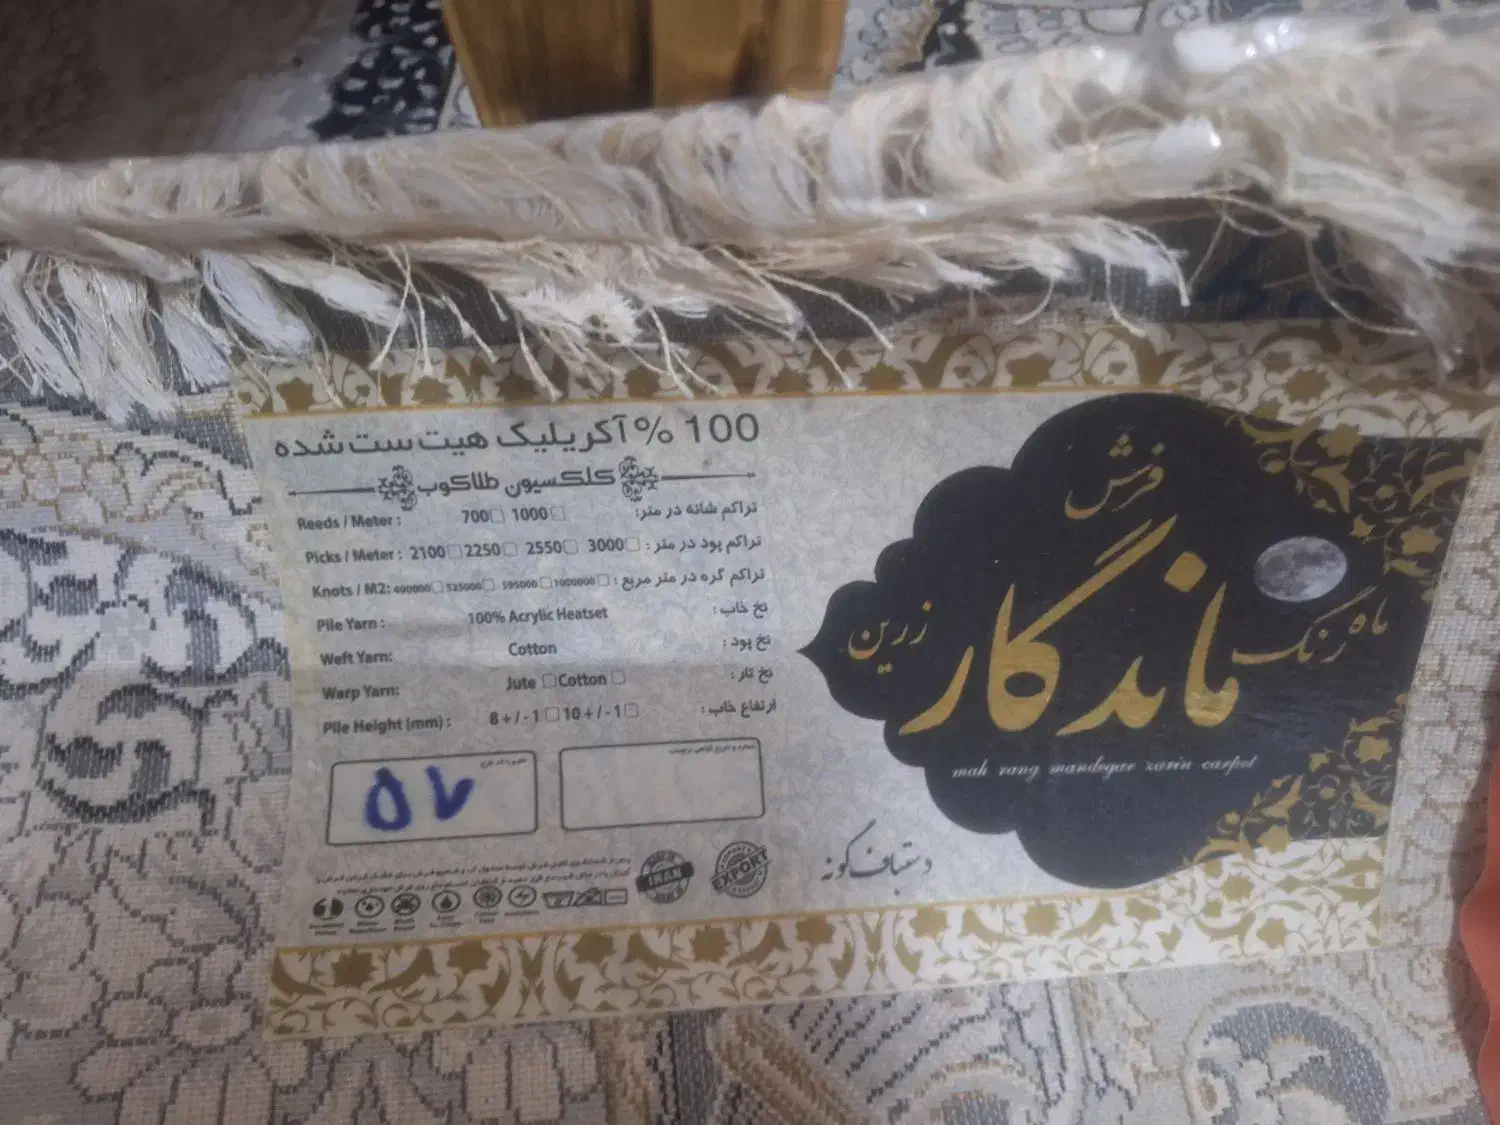 100 % آکریلیک هیت ست شده
کلکسیون طلاکوب
Reeds / Meter : 700 1000 تراکم شانه در متر:
Picks / Meter : 2100 2250 2550 3000 تراکم پود در متر :
Knots / M2: 400000 525000 595000 1000000 تراکم گره در متر مربع :
Pile Yarn : 100% Acrylic Heatset نخ خاب :
Weft Yarn: Cotton نخ پود :
Warp Yarn: Jute Cotton نخ تار :
Pile Height (mm) : 8 +/- 1 10 +/- 1 ارتفاع خاب :
۵۷
IRAN
EXPORT
فرش
ماه رنگ
ماندگار
زرین
mah rang mandegar zarin carpet
دستباف گونه